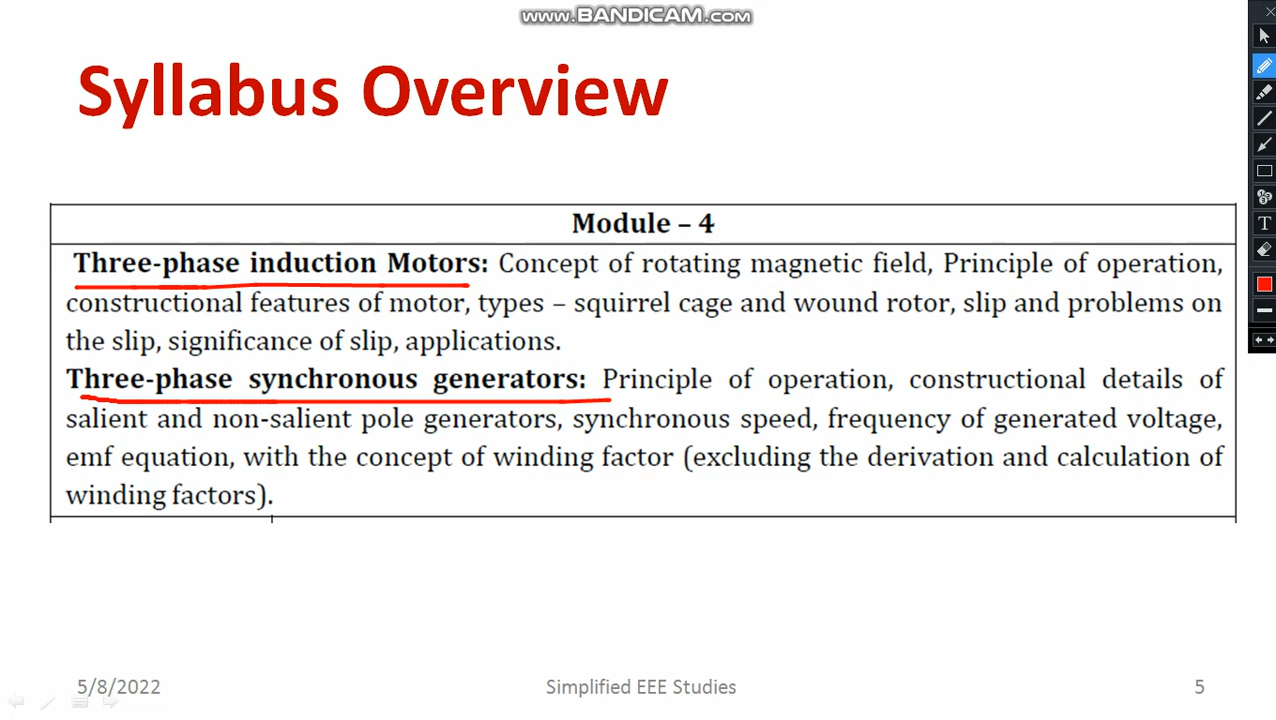 www.BANDICAM.com
Syllabus Overview
Module – 4
Three-phase induction Motors: Concept of rotating magnetic field, Principle of operation,
constructional features of motor, types – squirrel cage and wound rotor, slip and problems on
the slip, significance of slip, applications.
Three-phase synchronous generators: Principle of operation, constructional details of
salient and non-salient pole generators, synchronous speed, frequency of generated voltage,
emf equation, with the concept of winding factor (excluding the derivation and calculation of
winding factors).
5/8/2022 Simplified EEE Studies 5